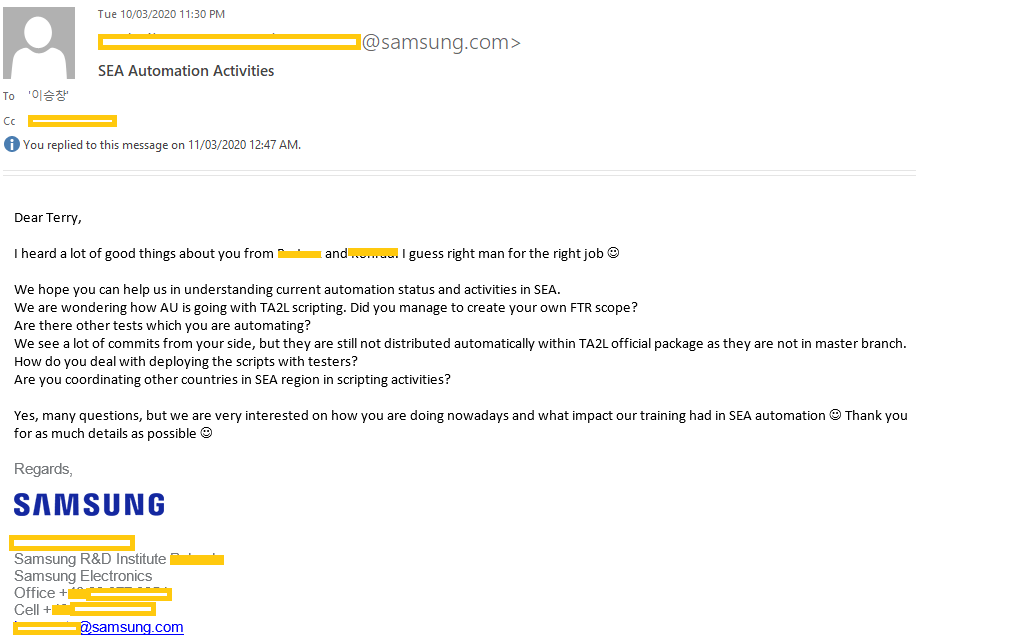 Tue 10/03/2020 11:30 PM
@samsung.com>
SEA Automation Activities
To '이승창'
Cc
You replied to this message on 11/03/2020 12:47 AM.
Dear Terry,
I heard a lot of good things about you from and I guess right man for the right job ☺
We hope you can help us in understanding current automation status and activities in SEA.
We are wondering how AU is going with TA2L scripting. Did you manage to create your own FTR scope?
Are there other tests which you are automating?
We see a lot of commits from your side, but they are still not distributed automatically within TA2L official package as they are not in master branch.
How do you deal with deploying the scripts with testers?
Are you coordinating other countries in SEA region in scripting activities?
Yes, many questions, but we are very interested on how you are doing nowadays and what impact our training had in SEA automation ☺ Thank you
for as much details as possible ☺
Regards,
SAMSUNG
Samsung R&D Institute
Samsung Electronics
Office +
Cell +
@samsung.com